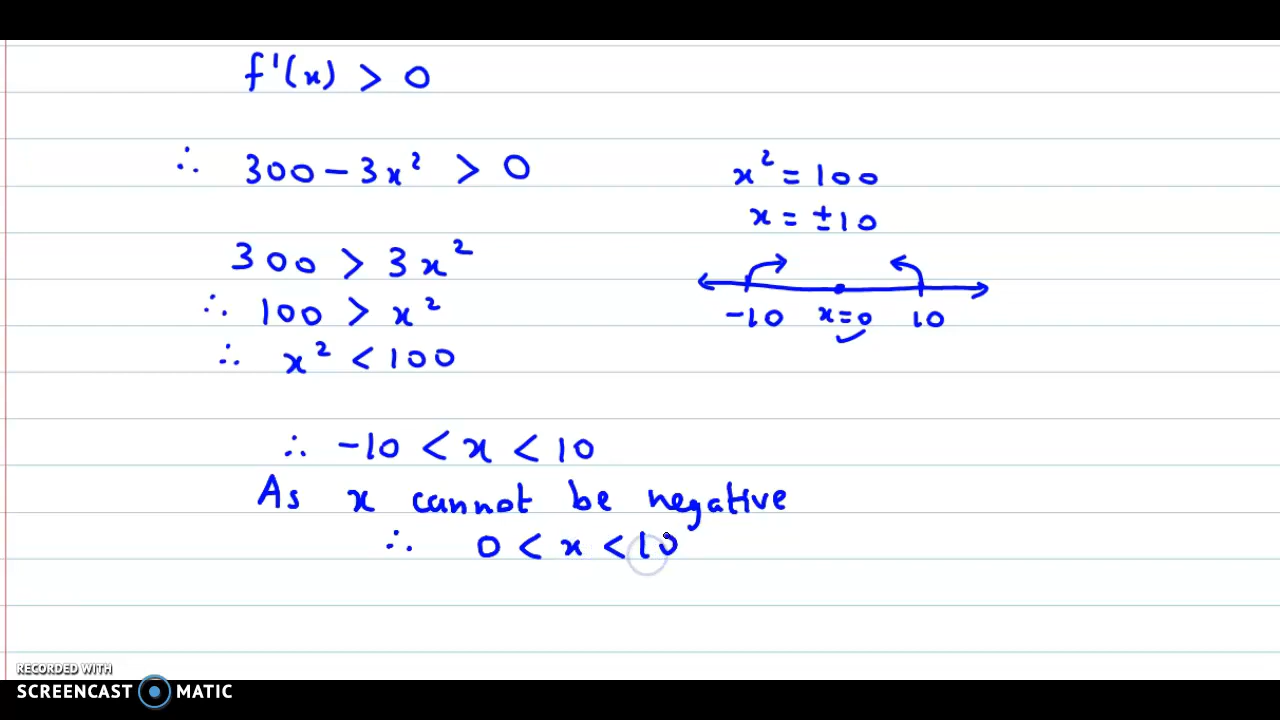 f'(x) > 0
∴ 300 - 3x² > 0
300 > 3x²
∴ 100 > x²
∴ x² < 100
x² = 100
x = ±10
-10 x=0 10
∴ -10 < x < 10
As x cannot be negative
∴ 0 < x < 10
RECORDED WITH
SCREENCAST MATIC